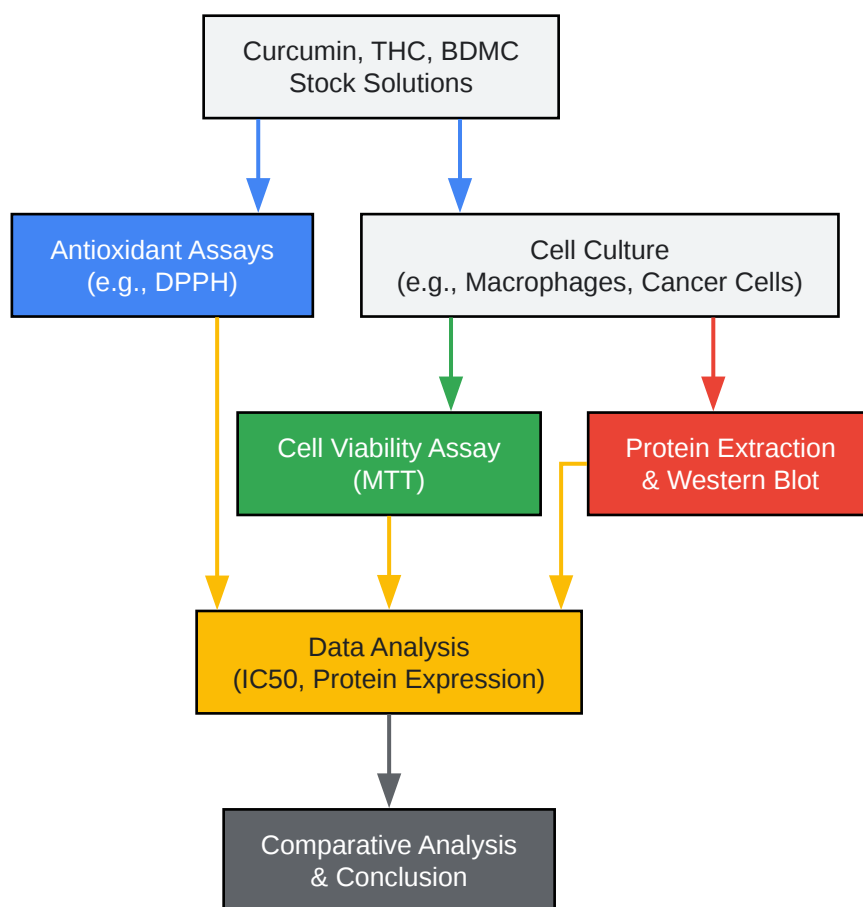 Curcumin, THC, BDMC
Stock Solutions
Antioxidant Assays
(e.g., DPPH)
Cell Culture
(e.g., Macrophages, Cancer Cells)
Cell Viability Assay
(MTT)
Protein Extraction
& Western Blot
Data Analysis
(IC50, Protein Expression)
Comparative Analysis
& Conclusion